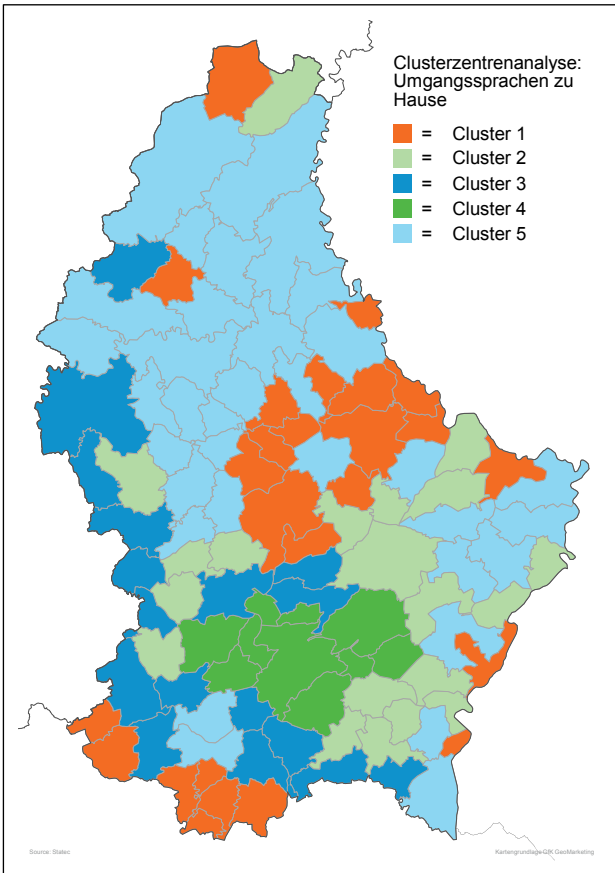 Clusterzentrenanalyse:
Umgangssprachen zu
Hause
= Cluster 1
= Cluster 2
= Cluster 3
= Cluster 4
= Cluster 5
Source: Statec
Kartengrundlage GfK GeoMarketing